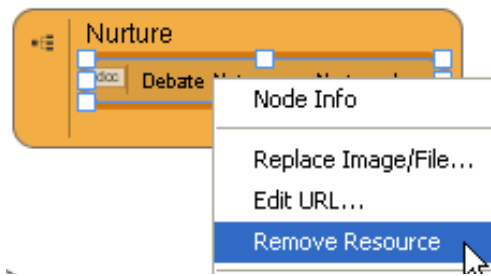 Nurture
doc Debate
Node Info
Replace Image/File...
Edit URL...
Remove Resource